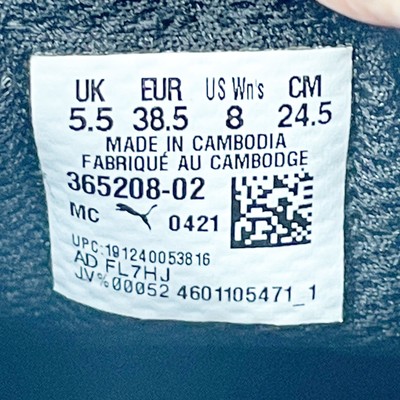 UK EUR US Wn's CM
5.5 38.5 8 24.5
MADE IN CAMBODIA
FABRIQUÉ AU CAMBODGE
365208-02
MC 0421
UPC:191240053816
AD FL7HJ
JV%00052 4601105471_1